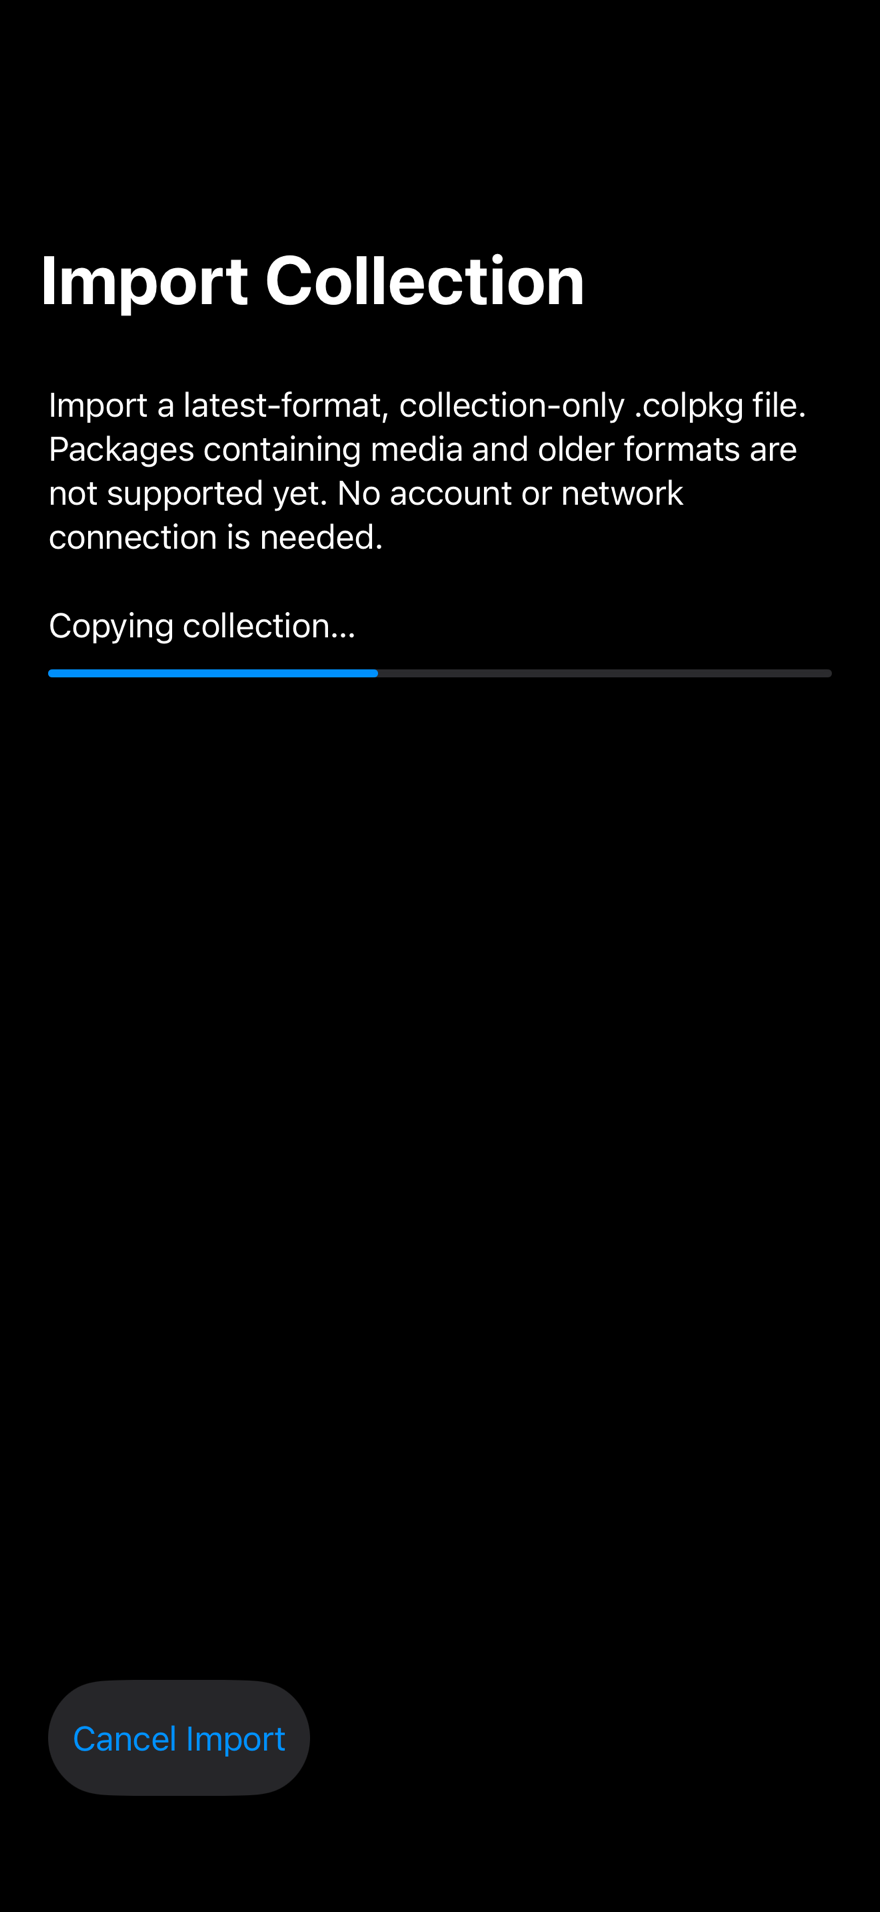 Import Collection
Import a latest-format, collection-only .colpkg file.
Packages containing media and older formats are
not supported yet. No account or network
connection is needed.
Copying collection...
Cancel Import